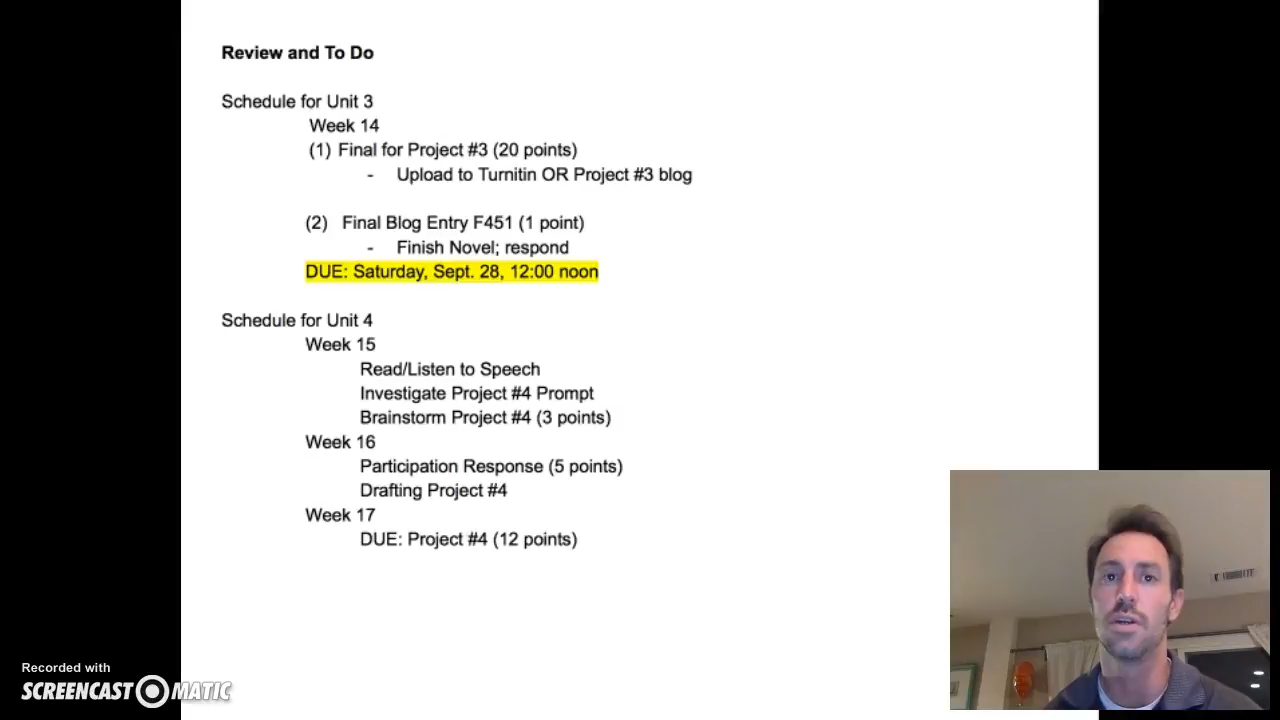 Review and To Do
Schedule for Unit 3
Week 14
(1) Final for Project #3 (20 points)
- Upload to Turnitin OR Project #3 blog
(2) Final Blog Entry F451 (1 point)
- Finish Novel; respond
DUE: Saturday, Sept. 28, 12:00 noon
Schedule for Unit 4
Week 15
Read/Listen to Speech
Investigate Project #4 Prompt
Brainstorm Project #4 (3 points)
Week 16
Participation Response (5 points)
Drafting Project #4
Week 17
DUE: Project #4 (12 points)
Recorded with
SCREENCAST O MATIC